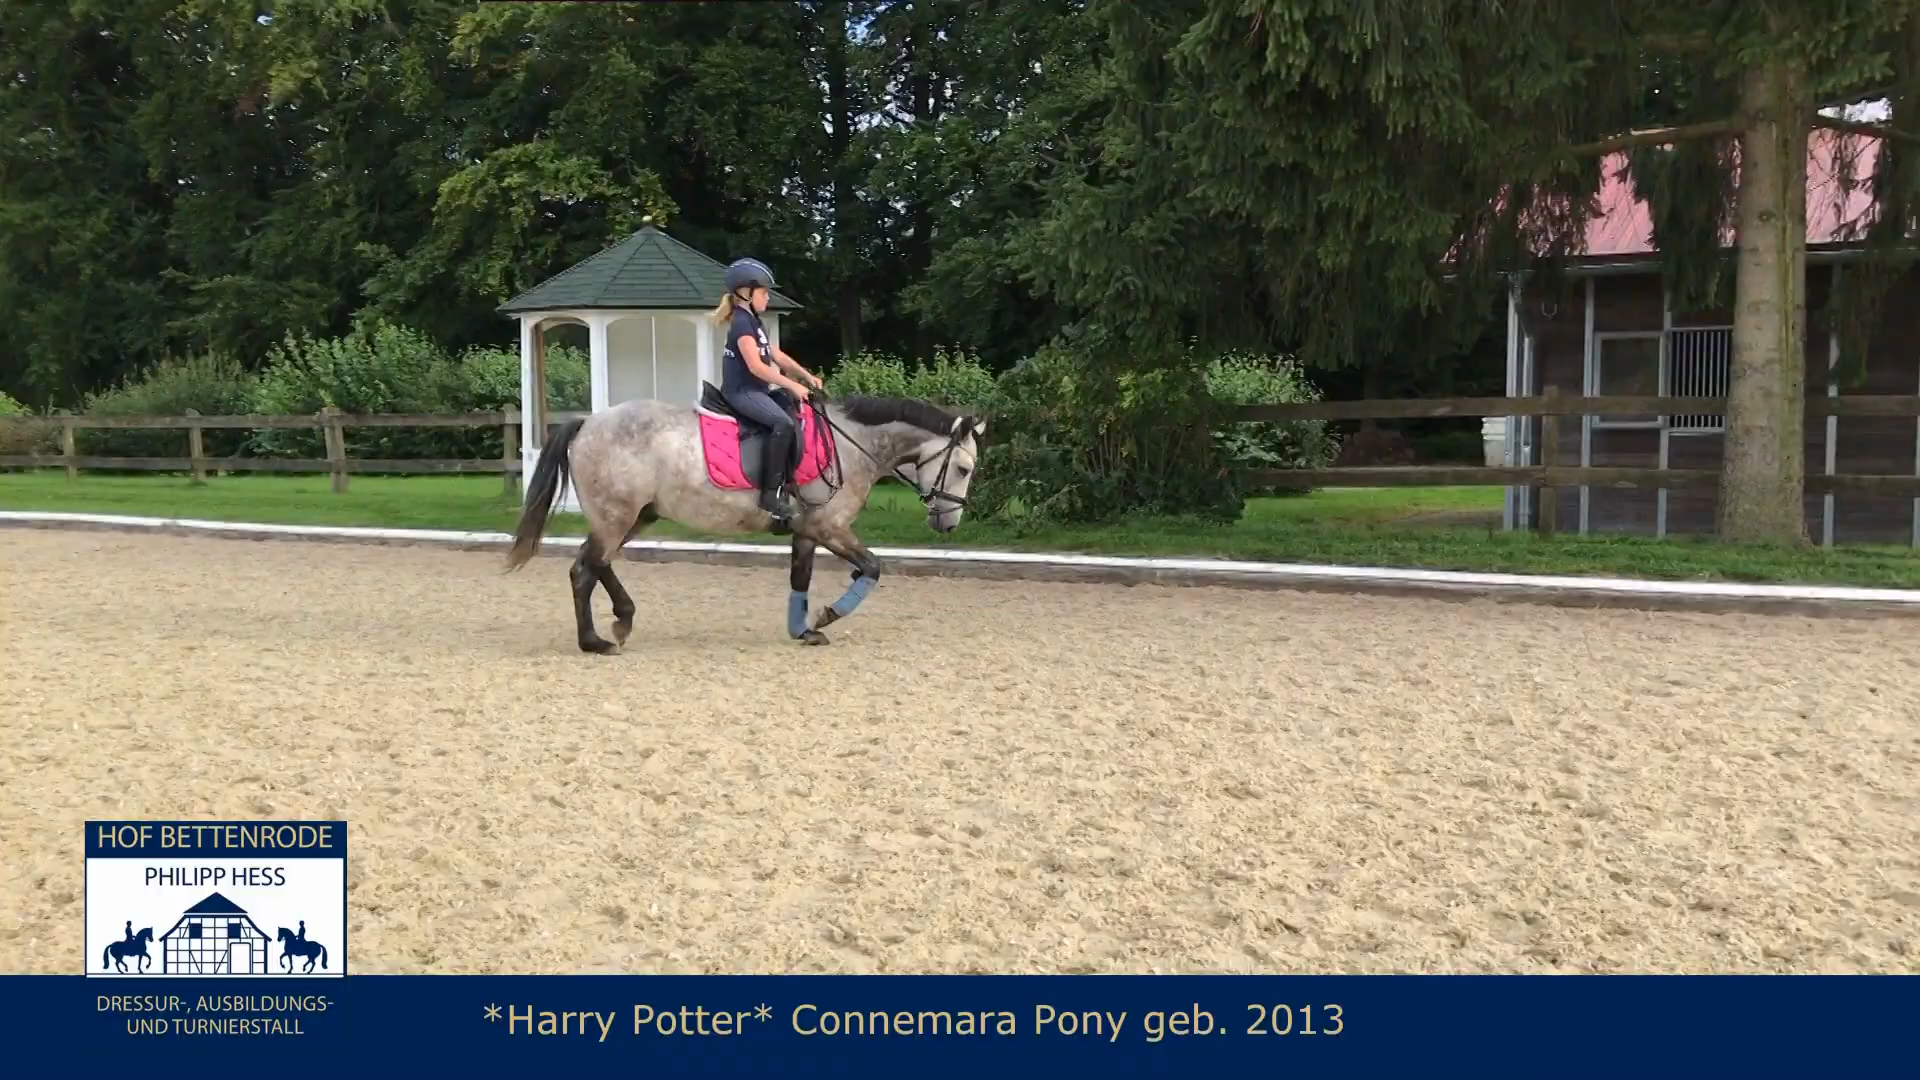 HOF BETTENRODE
PHILIPP HESS
DRESSUR-, AUSBILDUNGS-
UND TURNIERSTALL
*Harry Potter* Connemara Pony geb. 2013